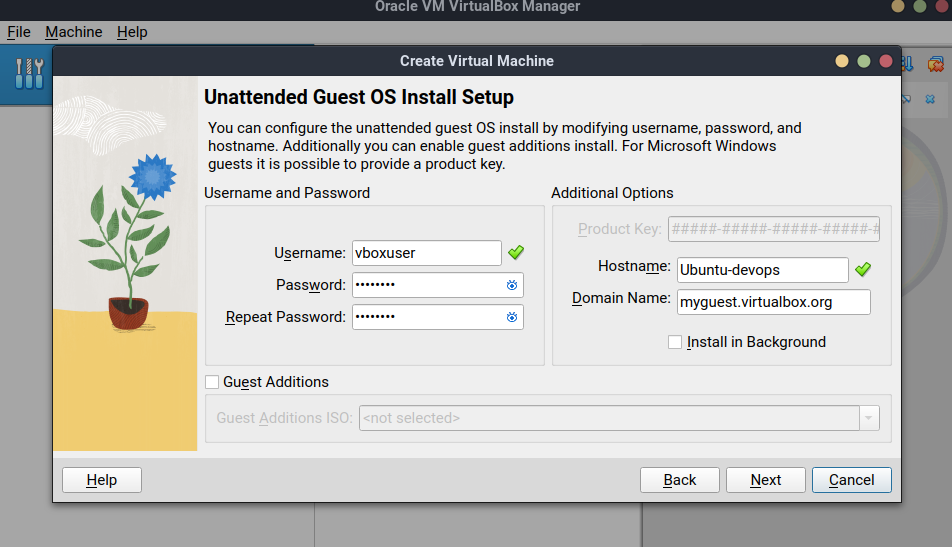 Oracle VM VirtualBox Manager
File Machine Help
Create Virtual Machine
Unattended Guest OS Install Setup
You can configure the unattended guest OS install by modifying username, password, and
hostname. Additionally you can enable guest additions install. For Microsoft Windows
guests it is possible to provide a product key.
Username and Password
Username: vboxuser
Password: ••••••••
Repeat Password: ••••••••
Additional Options
Product Key: #####-#####-#####-#####-#
Hostname: Ubuntu-devops
Domain Name: myguest.virtualbox.org
Install in Background
Guest Additions
Guest Additions ISO: <not selected>
Help Back Next Cancel